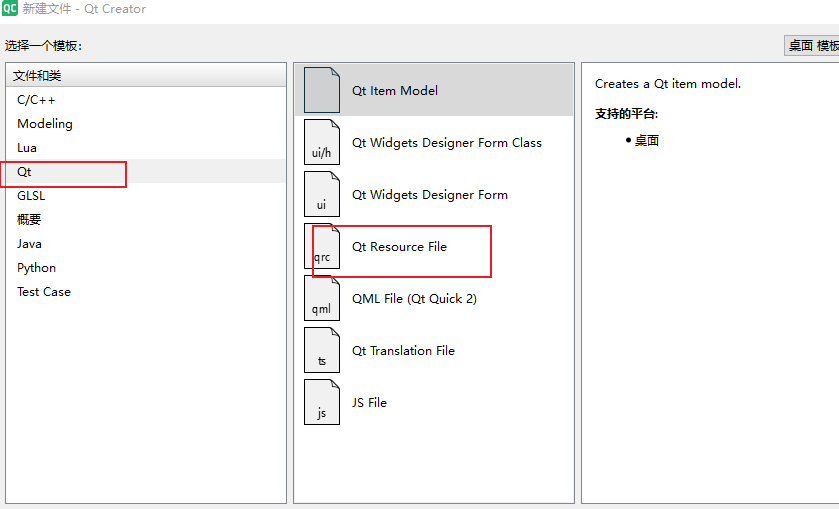 QC 新建文件 - Qt Creator
选择一个模板:
桌面 模板
文件和类
C/C++
Modeling
Lua
Qt
GLSL
概要
Java
Python
Test Case
Qt Item Model
ui/h Qt Widgets Designer Form Class
ui Qt Widgets Designer Form
qrc Qt Resource File
qml QML File (Qt Quick 2)
ts Qt Translation File
js JS File
Creates a Qt item model.
支持的平台:
• 桌面